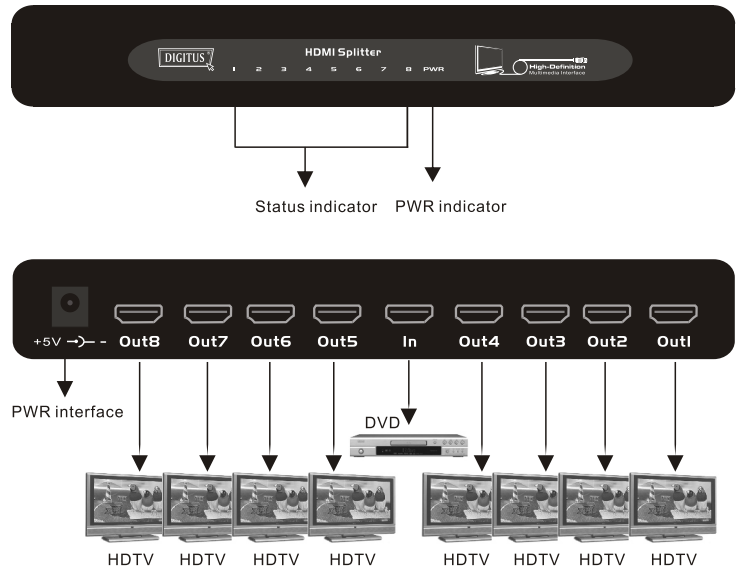 DIGITUS
HDMI Splitter
1 2 3 4 5 6 7 8 PWR
High-Definition
Multimedia Interface
Status indicator PWR indicator
+5V - Out8 Out7 Out6 Out5 In Out4 Out3 Out2 Out1
PWR interface
DVD
HDTV HDTV HDTV HDTV HDTV HDTV HDTV HDTV